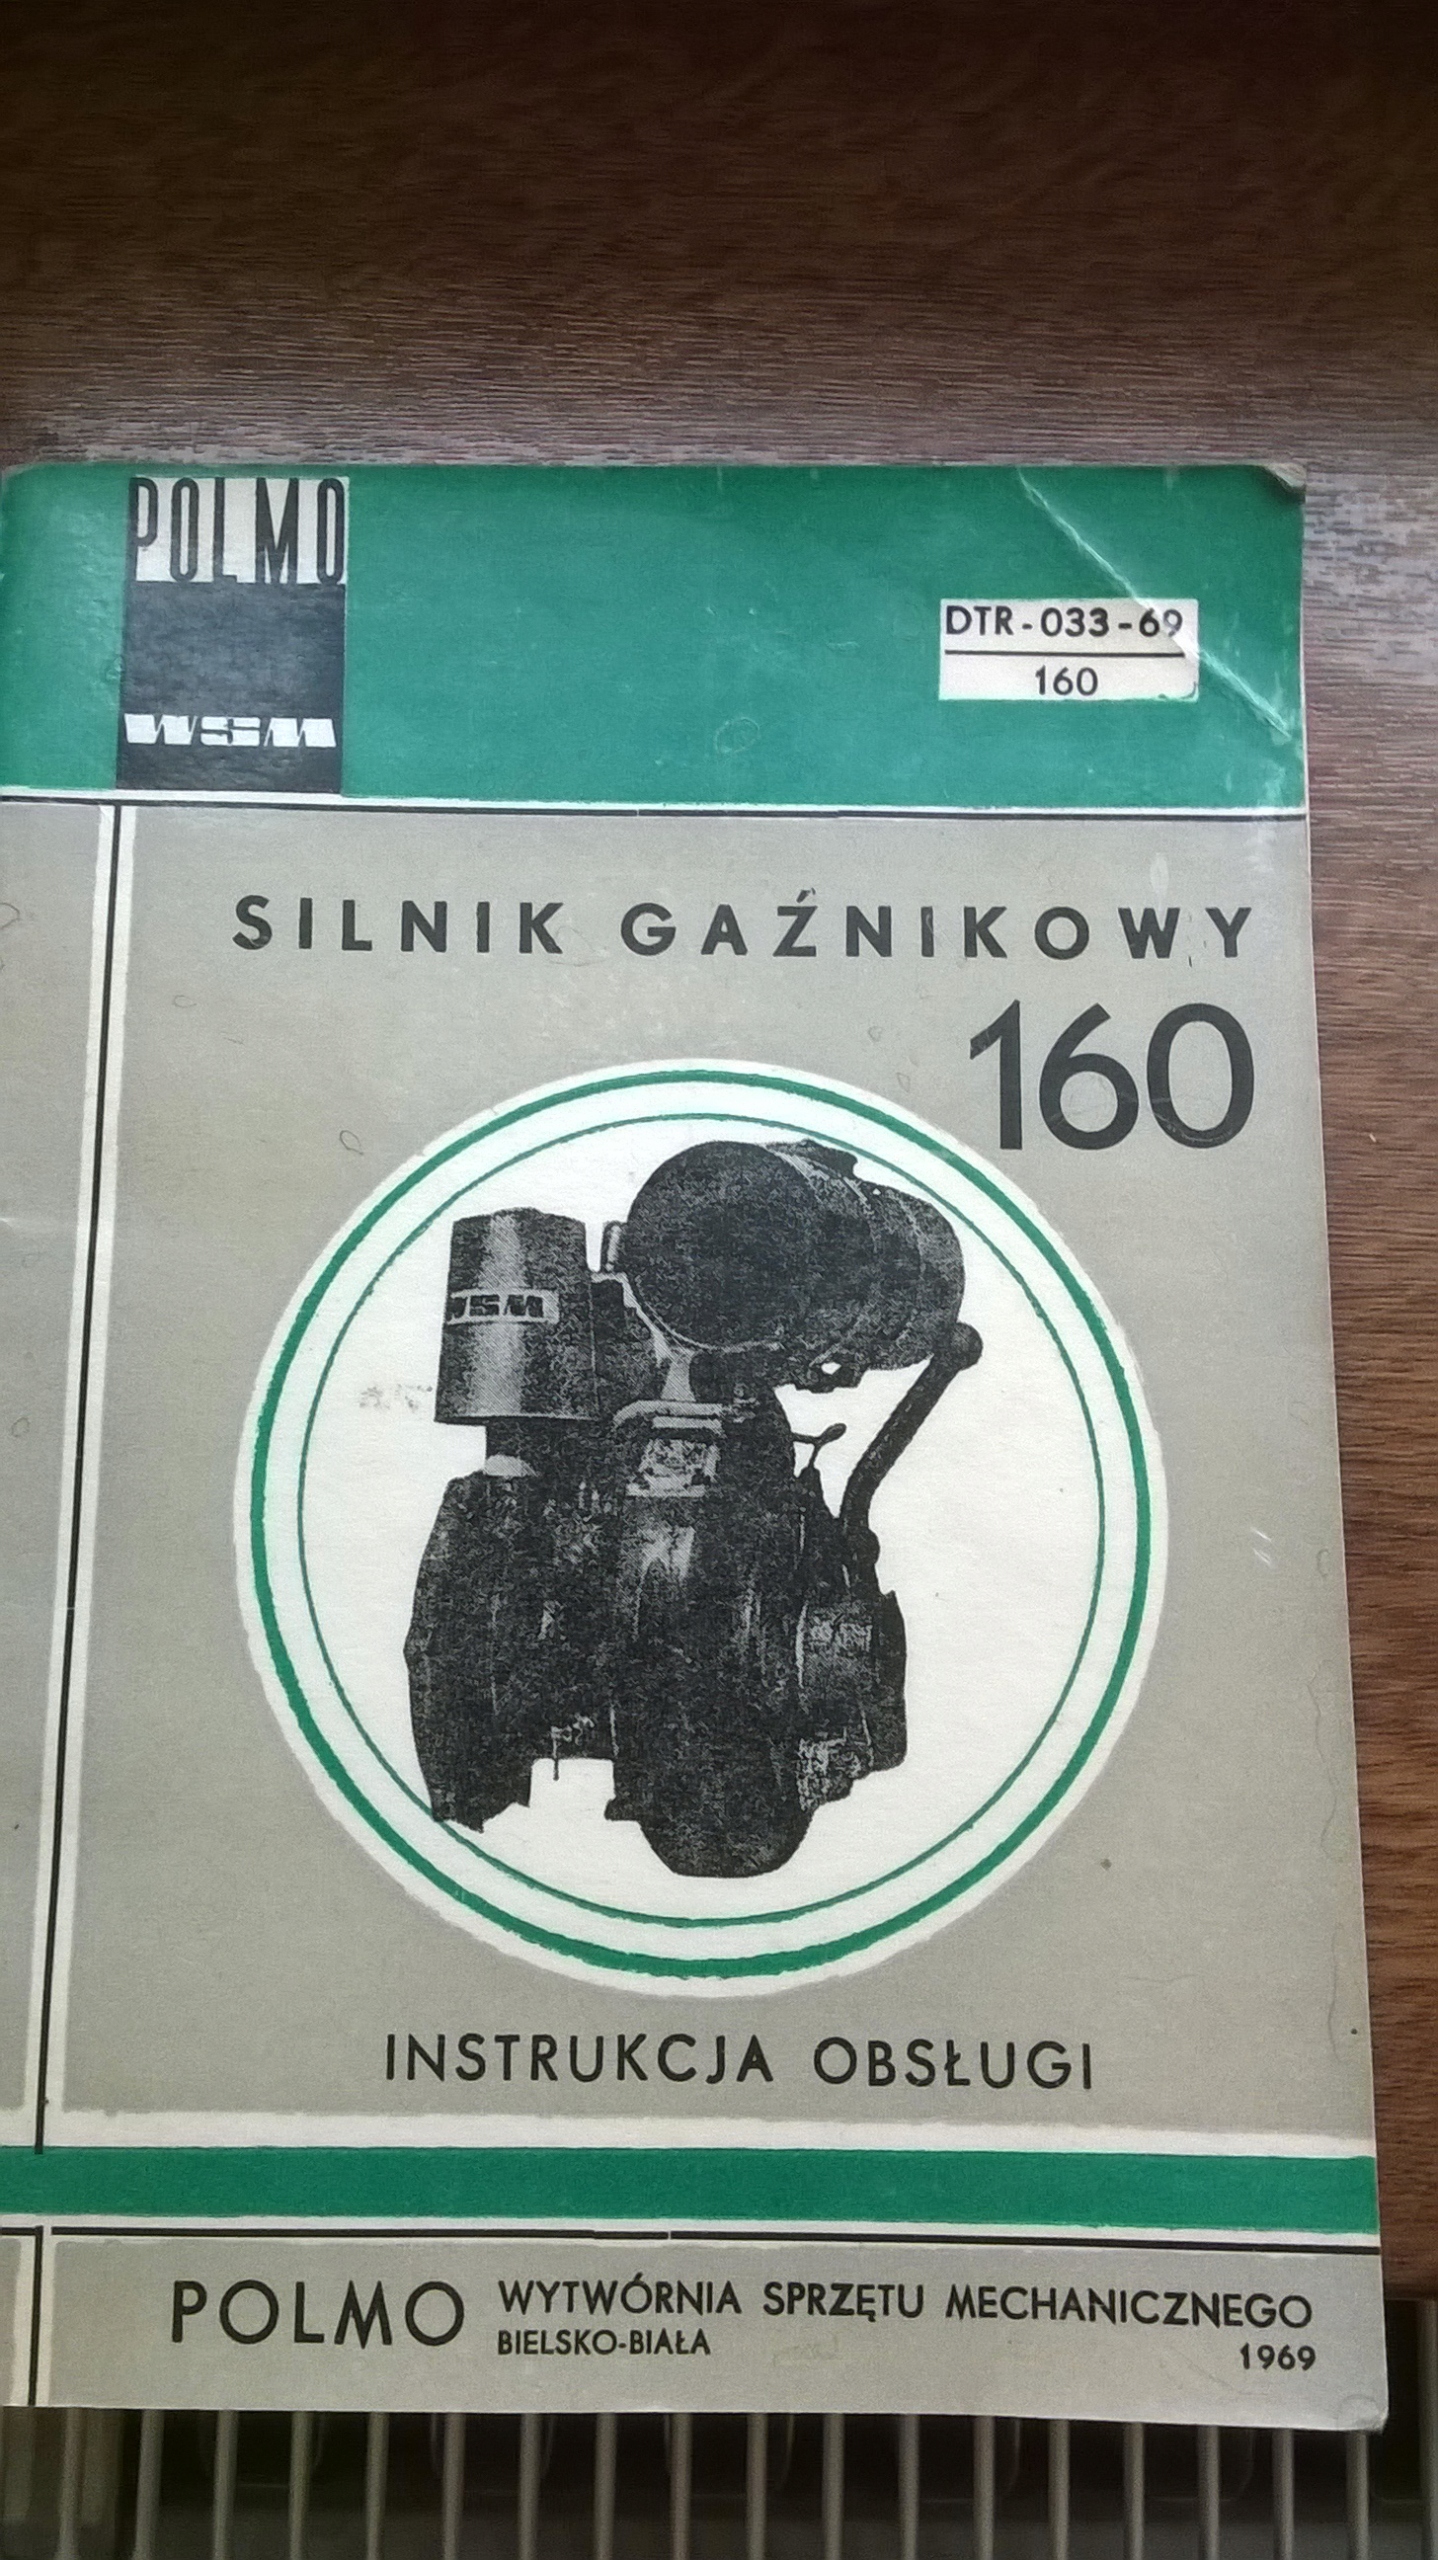 POLMO
WSM
DTR-033-69
160
SILNIK GAŹNIKOWY
160
WSM
INSTRUKCJA OBSŁUGI
POLMO WYTWÓRNIA SPRZĘTU MECHANICZNEGO
BIELSKO-BIAŁA 1969